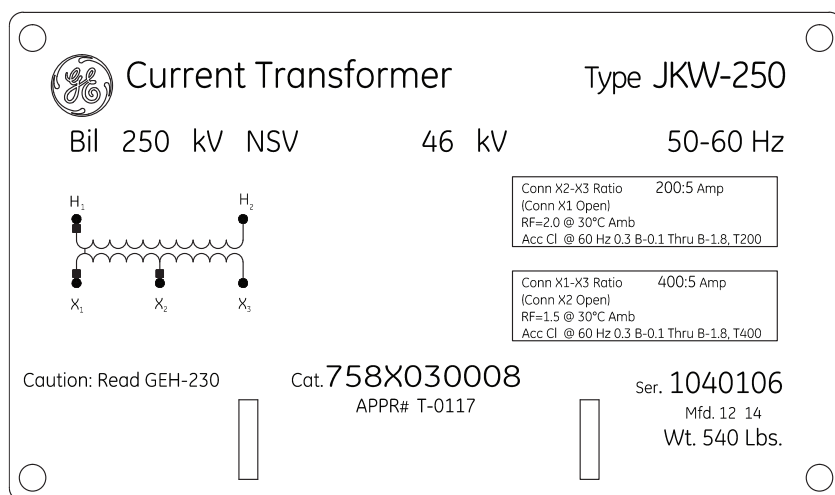 GE Current Transformer Type JKW-250
Bil 250 kV NSV 46 kV 50-60 Hz
H1 H2
X1 X2 X3
Conn X2-X3 Ratio 200:5 Amp
(Conn X1 Open)
RF=2.0 @ 30°C Amb
Acc Cl @ 60 Hz 0.3 B-0.1 Thru B-1.8, T200
Conn X1-X3 Ratio 400:5 Amp
(Conn X2 Open)
RF=1.5 @ 30°C Amb
Acc Cl @ 60 Hz 0.3 B-0.1 Thru B-1.8, T400
Caution: Read GEH-230
Cat. 758X030008
APPR# T-0117
Ser. 1040106
Mfd. 12 14
Wt. 540 Lbs.